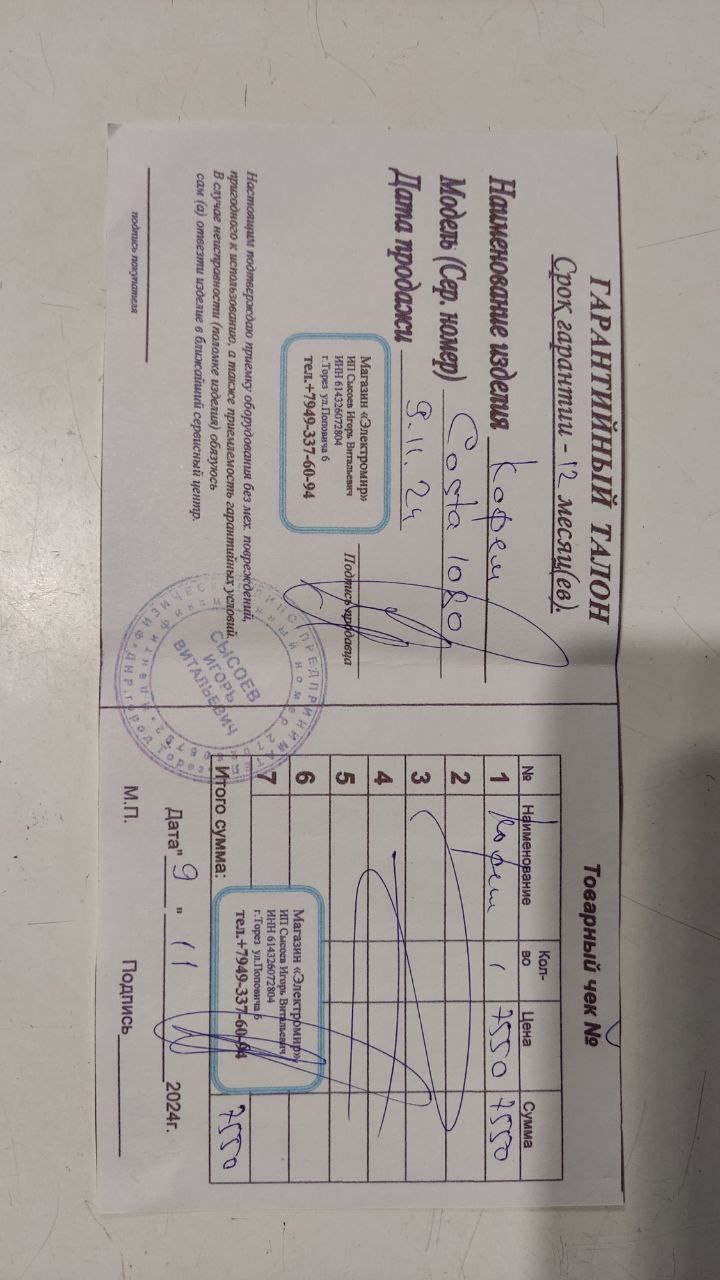 ГАРАНТИЙНЫЙ ТАЛОН
Срок гарантии - 12 месяц(ев).
Наименование изделия Кофем
Модель (Сер. номер) Costa 1080
Дата продажи 9.11.24
Магазин «Электромир»
ИП Сысоев Игорь Витальевич
ИНН 614326072804
г.Торез ул.Поповича 6
тел.+7949-337-60-94
Подпись продавца
Настоящим подтверждаю приемку оборудования без мех. повреждений,
пригодного к использованию, а также приемлемость гарантийных условий.
В случае неисправности (поломке изделия) обязуюсь
сам (а) отвезти изделие в ближайший сервисный центр.
подпись покупателя
СЫСОЕВ
ИГОРЬ
ВИТАЛЬЕВИЧ
Товарный чек №
№ Наименование Кол-во Цена Сумма
1 Кофем 1 7550 7550
2
3
4
5
6
7
Итого сумма: 7550
Магазин «Электромир»
ИП Сысоев Игорь Витальевич
ИНН 614326072804
г.Торез ул.Поповича 6
тел.+7949-337-60-94
Дата" 9 " 11 2024г.
М.П. Подпись